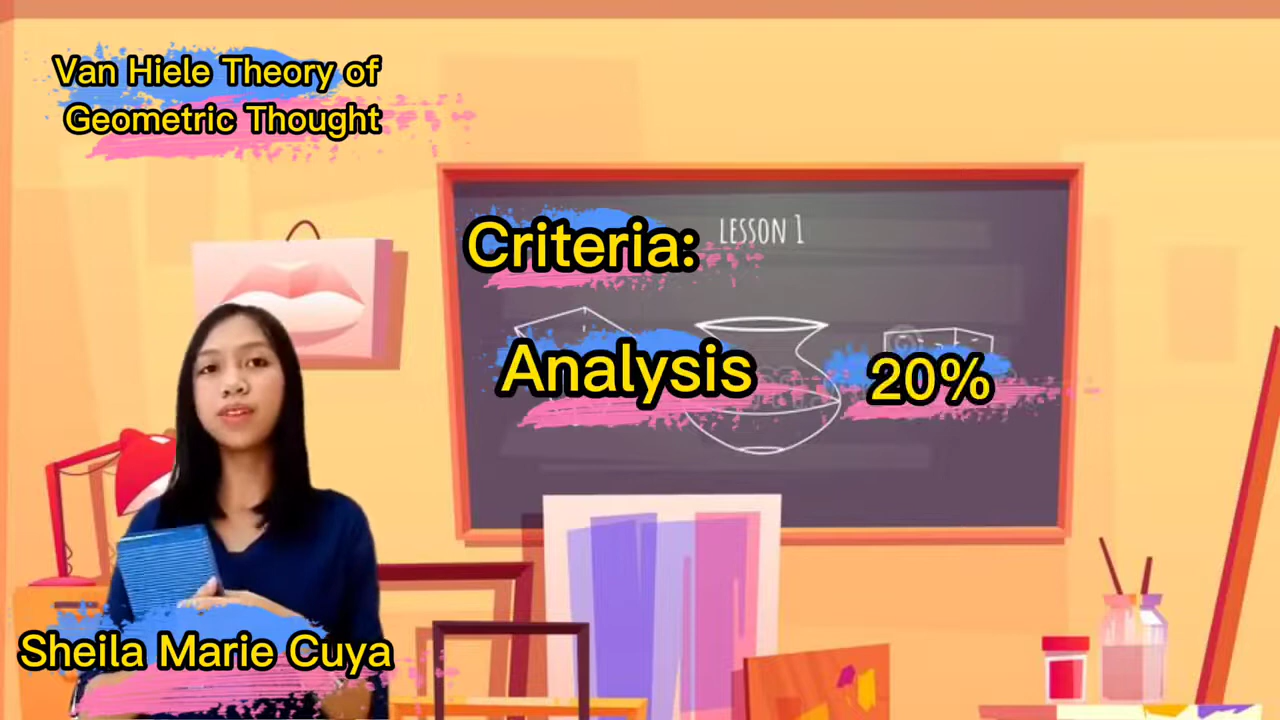 Van Hiele Theory of
Geometric Thought
Criteria:
LESSON 1
Analysis
20%
Sheila Marie Cuya